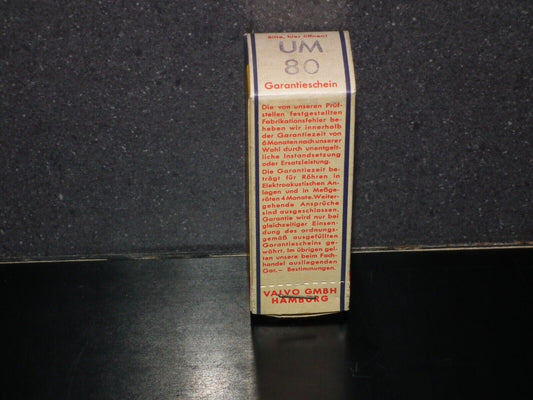 Bitte, hier öffnen!
UM
80
Garantieschein
Die von unseren Prüf-
stellen festgestellten
Fabrikationsfehler be-
heben wir innerhalb
der Garantiezeit von
6 Monaten nach unserer
Wahl durch unentgelt-
liche Instandsetzung
oder Ersatzleistung.
Die Garantiezeit be-
trägt für Röhren in
Elektroakustischen An-
lagen und in Meßge-
räten 4 Monate. Weiter-
gehende Ansprüche
sind ausgeschlossen.
Garantie wird nur bei
gleichzeitiger Einsen-
dung des ordnungs-
gemäß ausgefüllten
Garantiescheins ge-
währt. Im übrigen gel-
ten unsere beim Fach-
handel ausliegenden
Gar.- Bestimmungen.
VALVO GMBH
HAMBURG